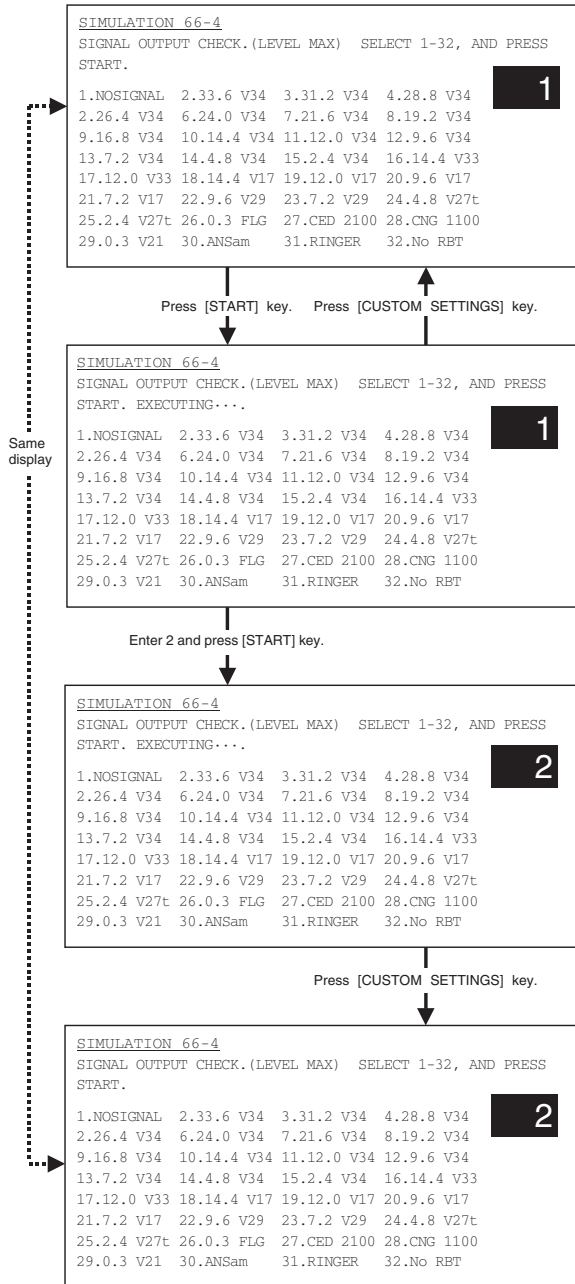 SIMULATION 66-4
SIGNAL OUTPUT CHECK.(LEVEL MAX) SELECT 1-32, AND PRESS
START.
1
1.NOSIGNAL 2.33.6 V34 3.31.2 V34 4.28.8 V34
2.26.4 V34 6.24.0 V34 7.21.6 V34 8.19.2 V34
9.16.8 V34 10.14.4 V34 11.12.0 V34 12.9.6 V34
13.7.2 V34 14.4.8 V34 15.2.4 V34 16.14.4 V33
17.12.0 V33 18.14.4 V17 19.12.0 V17 20.9.6 V17
21.7.2 V17 22.9.6 V29 23.7.2 V29 24.4.8 V27t
25.2.4 V27t 26.0.3 FLG 27.CED 2100 28.CNG 1100
29.0.3 V21 30.ANSam 31.RINGER 32.No RBT
Press [START] key. Press [CUSTOM SETTINGS] key.
SIMULATION 66-4
SIGNAL OUTPUT CHECK.(LEVEL MAX) SELECT 1-32, AND PRESS
START. EXECUTING···.
1
1.NOSIGNAL 2.33.6 V34 3.31.2 V34 4.28.8 V34
2.26.4 V34 6.24.0 V34 7.21.6 V34 8.19.2 V34
9.16.8 V34 10.14.4 V34 11.12.0 V34 12.9.6 V34
13.7.2 V34 14.4.8 V34 15.2.4 V34 16.14.4 V33
17.12.0 V33 18.14.4 V17 19.12.0 V17 20.9.6 V17
21.7.2 V17 22.9.6 V29 23.7.2 V29 24.4.8 V27t
25.2.4 V27t 26.0.3 FLG 27.CED 2100 28.CNG 1100
29.0.3 V21 30.ANSam 31.RINGER 32.No RBT
Same
display
Enter 2 and press [START] key.
SIMULATION 66-4
SIGNAL OUTPUT CHECK.(LEVEL MAX) SELECT 1-32, AND PRESS
START. EXECUTING···.
2
1.NOSIGNAL 2.33.6 V34 3.31.2 V34 4.28.8 V34
2.26.4 V34 6.24.0 V34 7.21.6 V34 8.19.2 V34
9.16.8 V34 10.14.4 V34 11.12.0 V34 12.9.6 V34
13.7.2 V34 14.4.8 V34 15.2.4 V34 16.14.4 V33
17.12.0 V33 18.14.4 V17 19.12.0 V17 20.9.6 V17
21.7.2 V17 22.9.6 V29 23.7.2 V29 24.4.8 V27t
25.2.4 V27t 26.0.3 FLG 27.CED 2100 28.CNG 1100
29.0.3 V21 30.ANSam 31.RINGER 32.No RBT
Press [CUSTOM SETTINGS] key.
SIMULATION 66-4
SIGNAL OUTPUT CHECK.(LEVEL MAX) SELECT 1-32, AND PRESS
START.
2
1.NOSIGNAL 2.33.6 V34 3.31.2 V34 4.28.8 V34
2.26.4 V34 6.24.0 V34 7.21.6 V34 8.19.2 V34
9.16.8 V34 10.14.4 V34 11.12.0 V34 12.9.6 V34
13.7.2 V34 14.4.8 V34 15.2.4 V34 16.14.4 V33
17.12.0 V33 18.14.4 V17 19.12.0 V17 20.9.6 V17
21.7.2 V17 22.9.6 V29 23.7.2 V29 24.4.8 V27t
25.2.4 V27t 26.0.3 FLG 27.CED 2100 28.CNG 1100
29.0.3 V21 30.ANSam 31.RINGER 32.No RBT